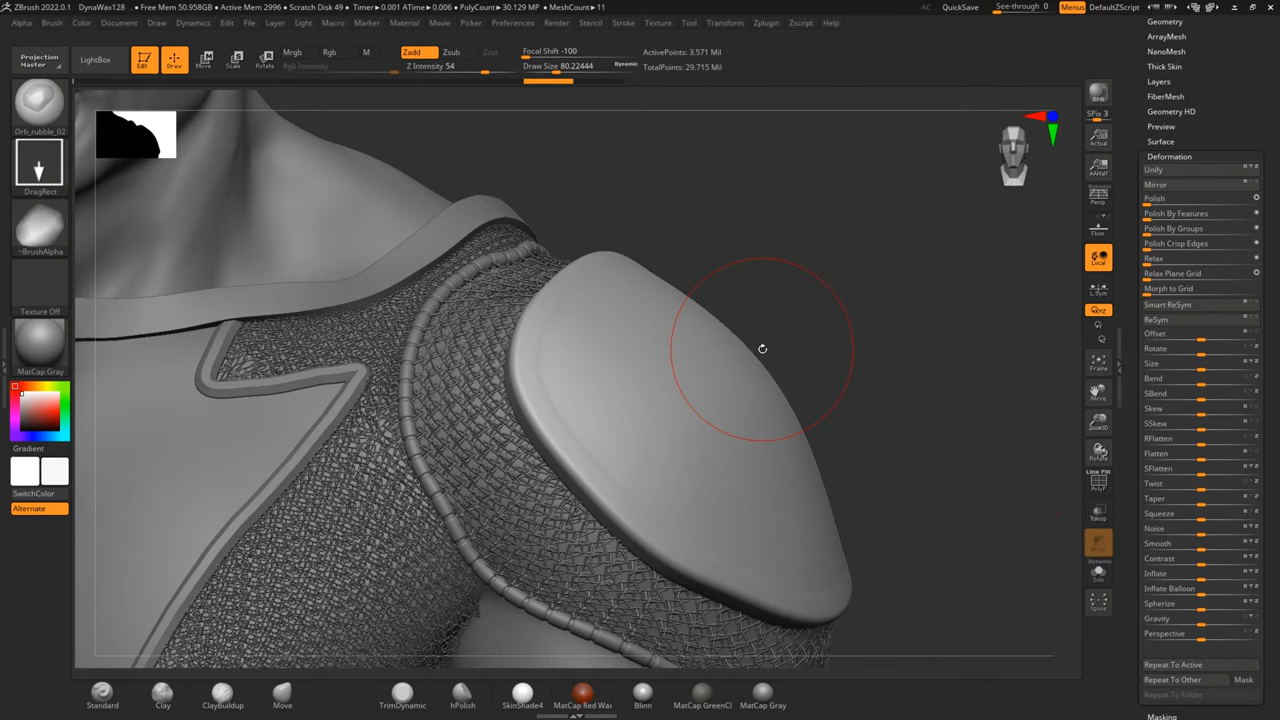 ZBrush 2022.0.1 DynaWax128 • Free Mem 50.958GB • Active Mem 2996 • Scratch Disk 49 • Timer▸0.001 ATime▸0.006 • PolyCount▸30.129 MP • MeshCount▸11 AC QuickSave See-through 0 Menus DefaultZScript
Alpha Brush Color Document Draw Dynamics Edit File Layer Light Macro Marker Material Movie Picker Preferences Render Stencil Stroke Texture Tool Transform Zplugin Zscript Help
Projection Master
LightBox
Edit
Draw
Move
Scale
Rotate
Mrgb Rgb M
Rgb Intensity
Zadd Zsub Zcut
Z Intensity 54
Focal Shift -100
Draw Size 80.22444 Dynamic
ActivePoints: 3.571 Mil
TotalPoints: 29.715 Mil
Orb_rubble_02
DragRect
~BrushAlpha
Texture Off
MatCap Gray
Gradient
SwitchColor
Alternate
BPR
SPix 3
Actual
AAHalf
Dynamic
Persp
Floor
Local
L.Sym
XYZ
Frame
Move
Zoom3D
Rotate
Line Fill
PolyF
Transp
Dynamic
Solo
Xpose
Geometry
ArrayMesh
NanoMesh
Thick Skin
Layers
FiberMesh
Geometry HD
Preview
Surface
Deformation
Unify
Mirror
Polish
Polish By Features
Polish By Groups
Polish Crisp Edges
Relax
Relax Plane Grid
Morph to Grid
Smart ReSym
ReSym
Offset
Rotate
Size
Bend
SBend
Skew
SSkew
RFlatten
Flatten
SFlatten
Twist
Taper
Squeeze
Noise
Smooth
Contrast
Inflate
Inflate Balloon
Spherize
Gravity
Perspective
Repeat To Active
Repeat To Other Mask
Repeat To Folder
Masking
Standard Clay ClayBuildup Move TrimDynamic hPolish SkinShade4 MatCap Red Wax Blinn MatCap GreenCl MatCap Gray